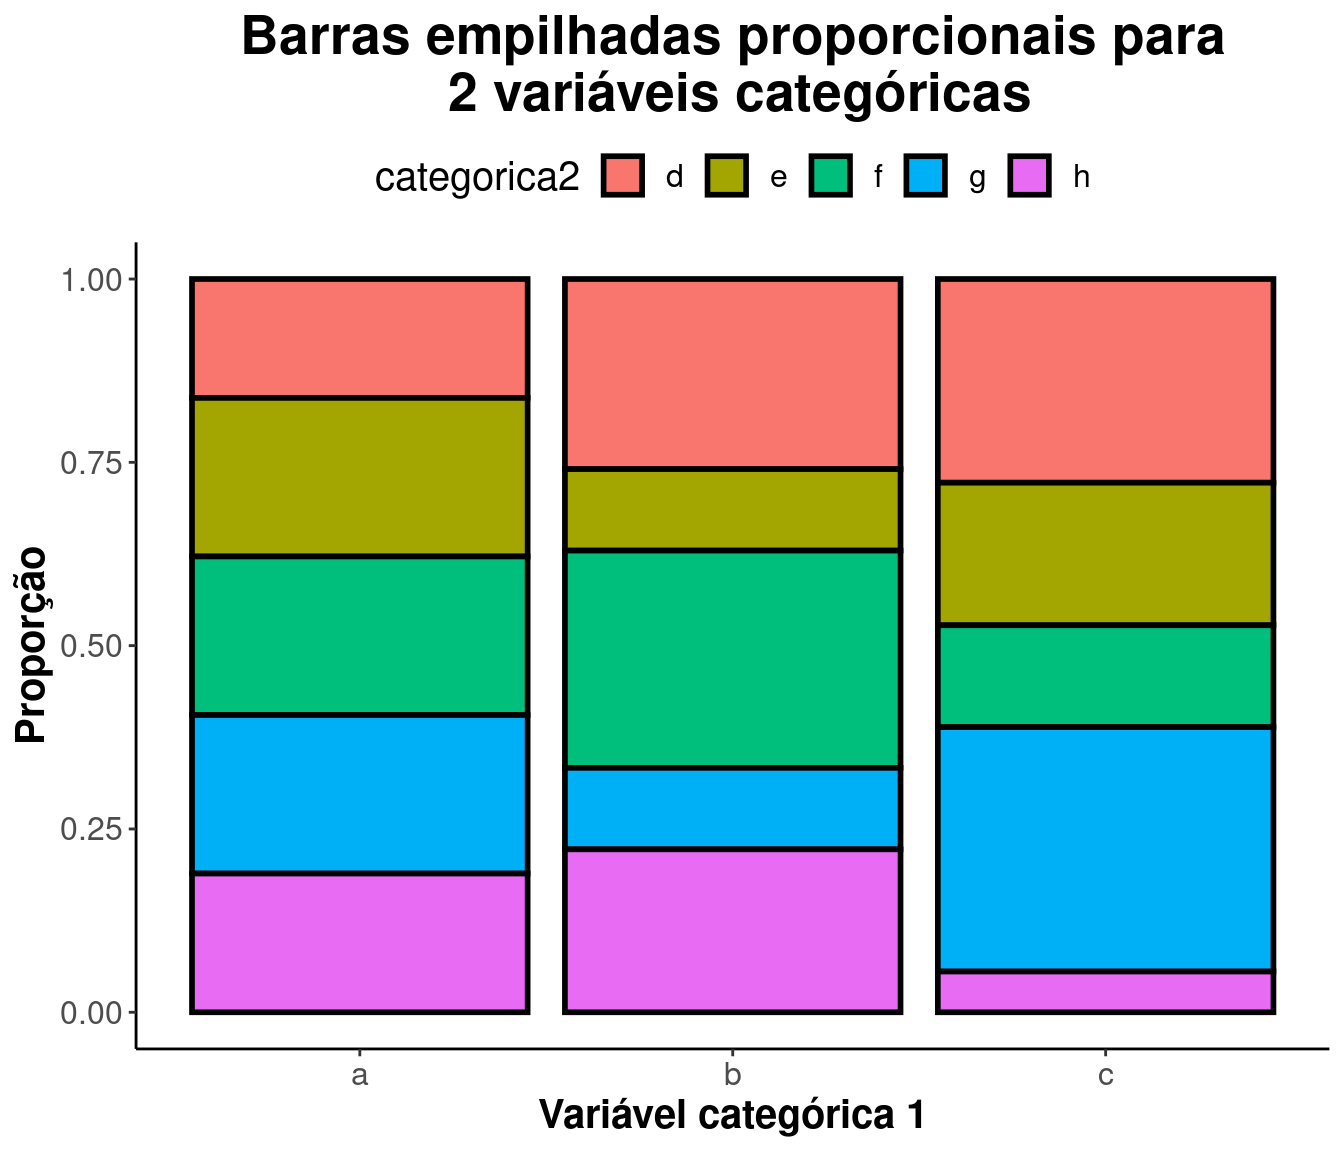 Barras empilhadas proporcionais para
2 variáveis categóricas
categorica2 d e f g h
1.00
0.75
0.50
0.25
0.00
Proporção
a b c
Variável categórica 1